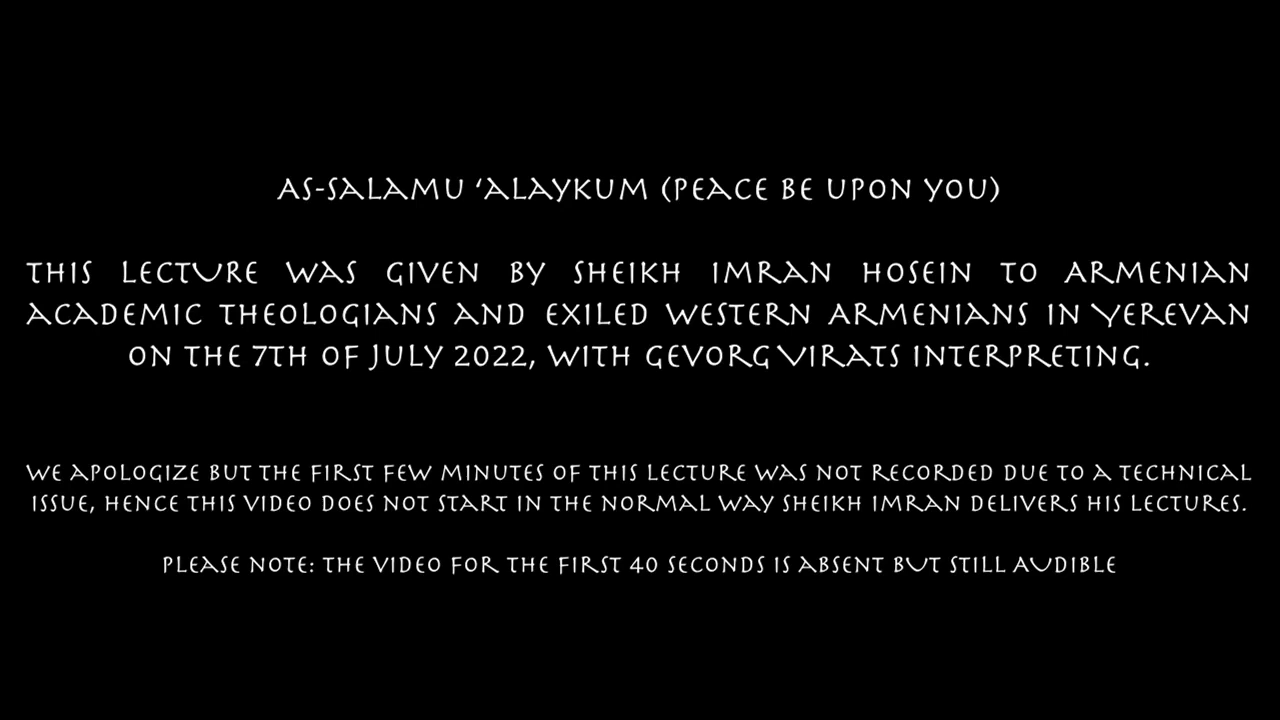 AS-SALAMU ‘ALAYKUM (PEACE BE UPON YOU)
THIS LECTURE WAS GIVEN BY SHEIKH IMRAN HOSEIN TO ARMENIAN
ACADEMIC THEOLOGIANS AND EXILED WESTERN ARMENIANS IN YEREVAN
ON THE 7TH OF JULY 2022, WITH GEVORG VIRATS INTERPRETING.
WE APOLOGIZE BUT THE FIRST FEW MINUTES OF THIS LECTURE WAS NOT RECORDED DUE TO A TECHNICAL
ISSUE, HENCE THIS VIDEO DOES NOT START IN THE NORMAL WAY SHEIKH IMRAN DELIVERS HIS LECTURES.
PLEASE NOTE: THE VIDEO FOR THE FIRST 40 SECONDS IS ABSENT BUT STILL AUDIBLE